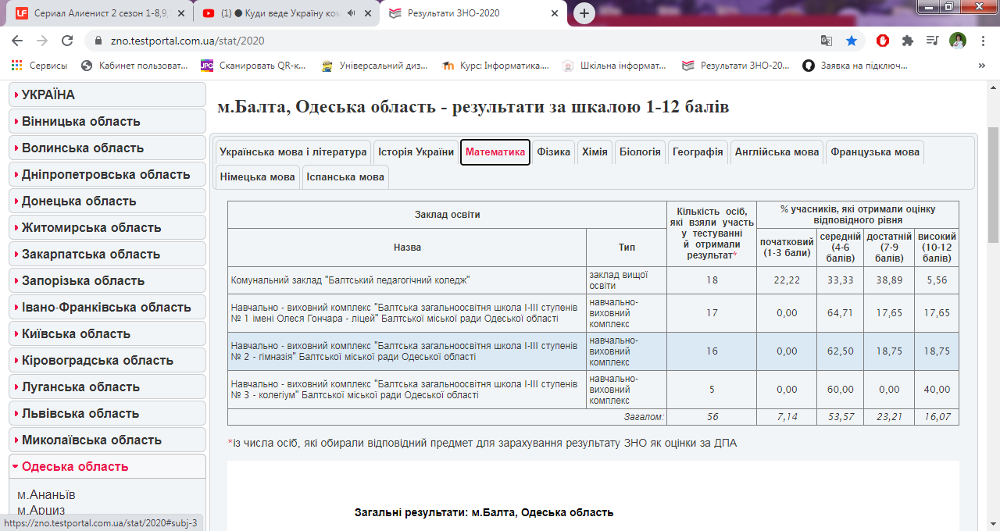 Сериал Алиенист 2 сезон 1-8,9,
(1) ● Куди веде Україну ком
Результати ЗНО-2020
zno.testportal.com.ua/stat/2020
Сервисы
Кабинет пользоват...
Сканировать QR-к...
Універсальний диз...
Курс: Інформатика....
Шкільна інформат...
Результати ЗНО-20...
Заявка на підключ...
»
УКРАЇНА
Вінницька область
Волинська область
Дніпропетровська область
Донецька область
Житомирська область
Закарпатська область
Запорізька область
Івано-Франківська область
Київська область
Кіровоградська область
Луганська область
Львівська область
Миколаївська область
Одеська область
м.Ананьїв
м.Арциз
https://zno.testportal.com.ua/stat/2020#subj-3
м.Балта, Одеська область - результати за шкалою 1-12 балів
Українська мова і література Історія України Математика Фізика Хімія Біологія Географія Англійська мова Французька мова
Німецька мова Іспанська мова
Заклад освіти
Назва
Тип
Кількість осіб,
які взяли участь
у тестуванні
й отримали
результат*
% учасників, які отримали оцінку
відповідного рівня
початковий
(1-3 бали)
середній
(4-6
балів)
достатній
(7-9
балів)
високий
(10-12
балів)
Комунальний заклад "Балтський педагогічний коледж"
заклад вищої
освіти
18 22,22 33,33 38,89 5,56
Навчально - виховний комплекс "Балтська загальноосвітня школа І-ІІІ ступенів
№ 1 імені Олеся Гончара - ліцей" Балтської міської ради Одеської області
навчально-
виховний
комплекс
17 0,00 64,71 17,65 17,65
Навчально - виховний комплекс "Балтська загальноосвітня школа І-ІІІ ступенів
№ 2 - гімназія" Балтської міської ради Одеської області
навчально-
виховний
комплекс
16 0,00 62,50 18,75 18,75
Навчально - виховний комплекс "Балтська загальноосвітня школа І-ІІІ ступенів
№ 3 - колегіум" Балтської міської ради Одеської області
навчально-
виховний
комплекс
5 0,00 60,00 0,00 40,00
Загалом: 56 7,14 53,57 23,21 16,07
*із числа осіб, які обирали відповідний предмет для зарахування результату ЗНО як оцінки за ДПА
Загальні результати: м.Балта, Одеська область